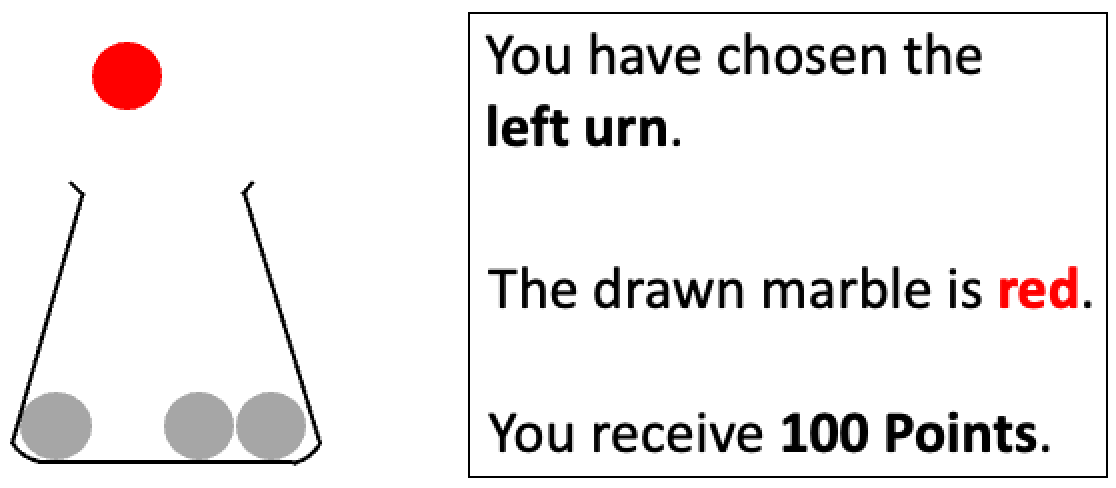 You have chosen the
left urn.
The drawn marble is red.
You receive 100 Points.